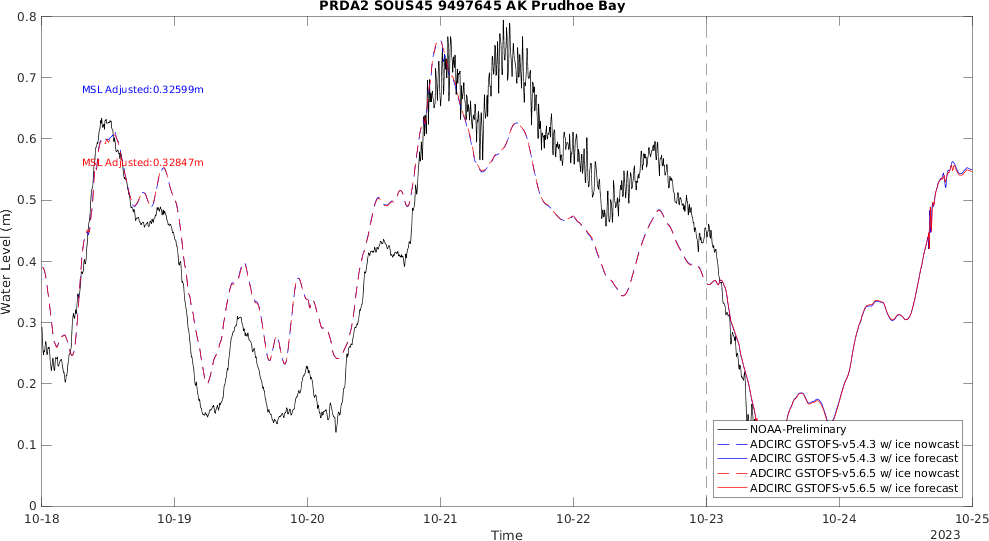 PRDA2 SOUS45 9497645 AK Prudhoe Bay
0.8
0.7
0.6
0.5
0.4
0.3
0.2
0.1
0
Water Level (m)
MSL Adjusted:0.32599m
MSL Adjusted:0.32847m
NOAA-Preliminary
ADCIRC GSTOFS-v5.4.3 w/ ice nowcast
ADCIRC GSTOFS-v5.4.3 w/ ice forecast
ADCIRC GSTOFS-v5.6.5 w/ ice nowcast
ADCIRC GSTOFS-v5.6.5 w/ ice forecast
10-18 10-19 10-20 10-21 10-22 10-23 10-24 10-25
Time
2023